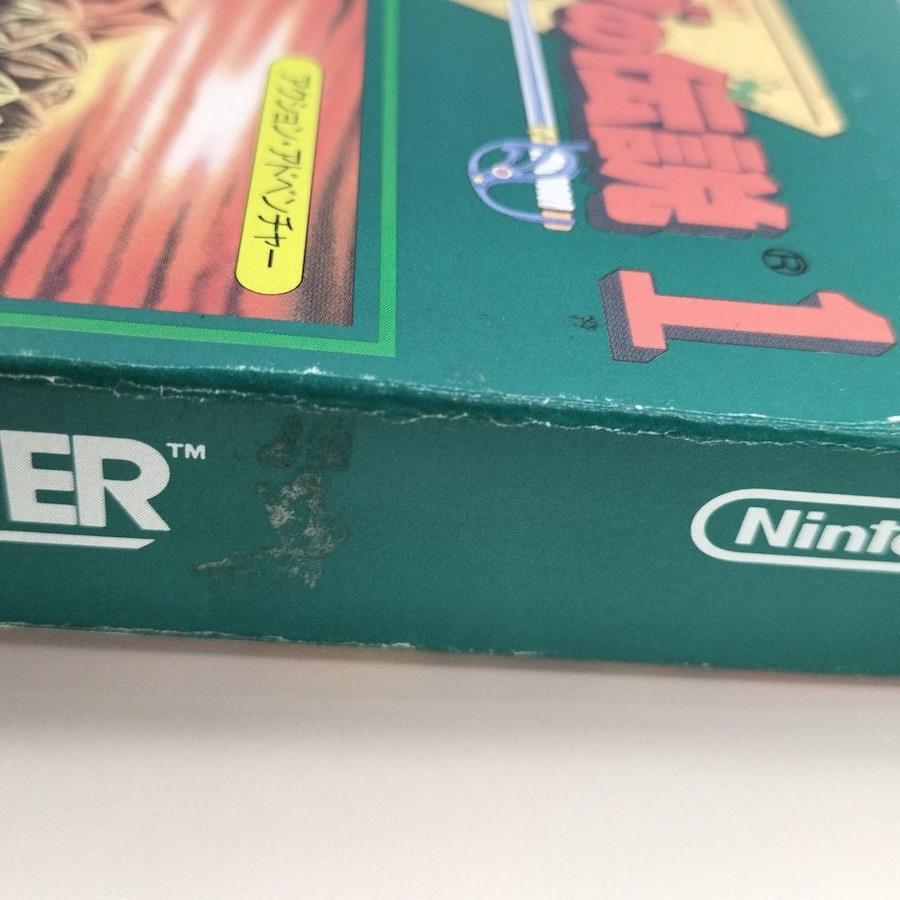 アクション・アドベンチャー
の伝説
®
1
ER™
Ninte